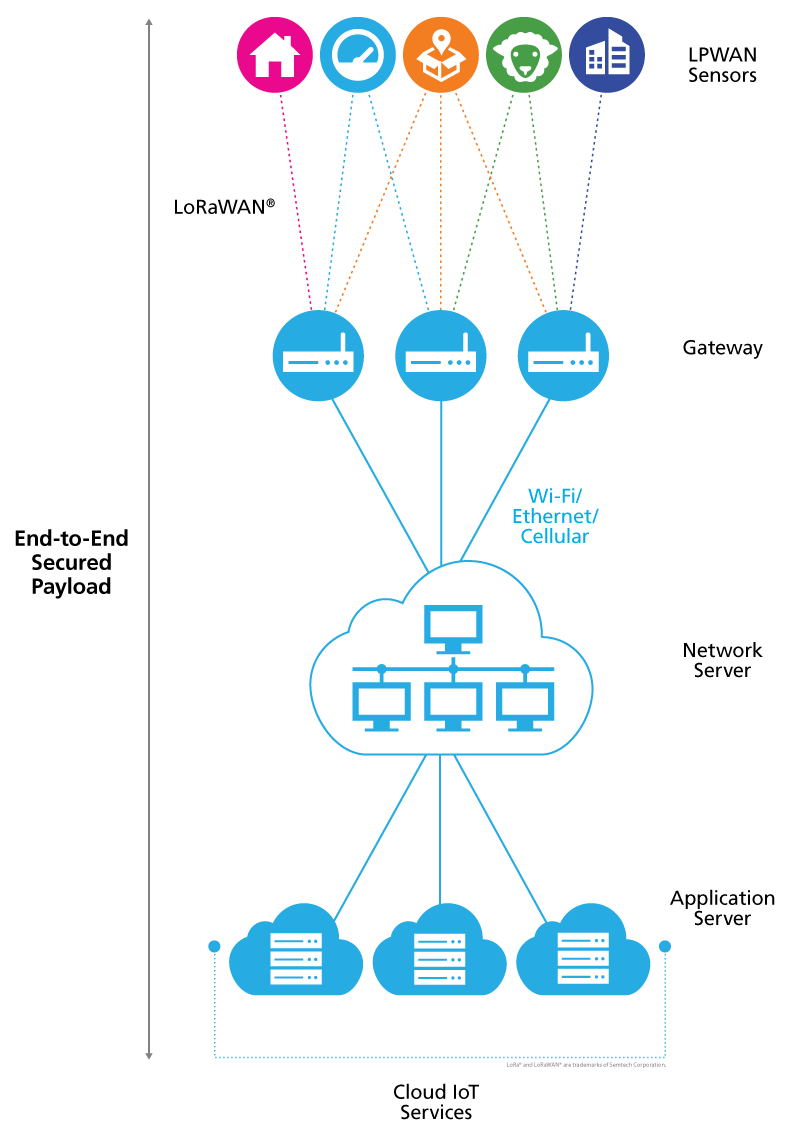 LPWAN
Sensors
LoRaWAN®
Gateway
Wi-Fi/
Ethernet/
Cellular
End-to-End
Secured
Payload
Network
Server
Application
Server
LoRa® and LoRaWAN® are trademarks of Semtech Corporation.
Cloud IoT
Services